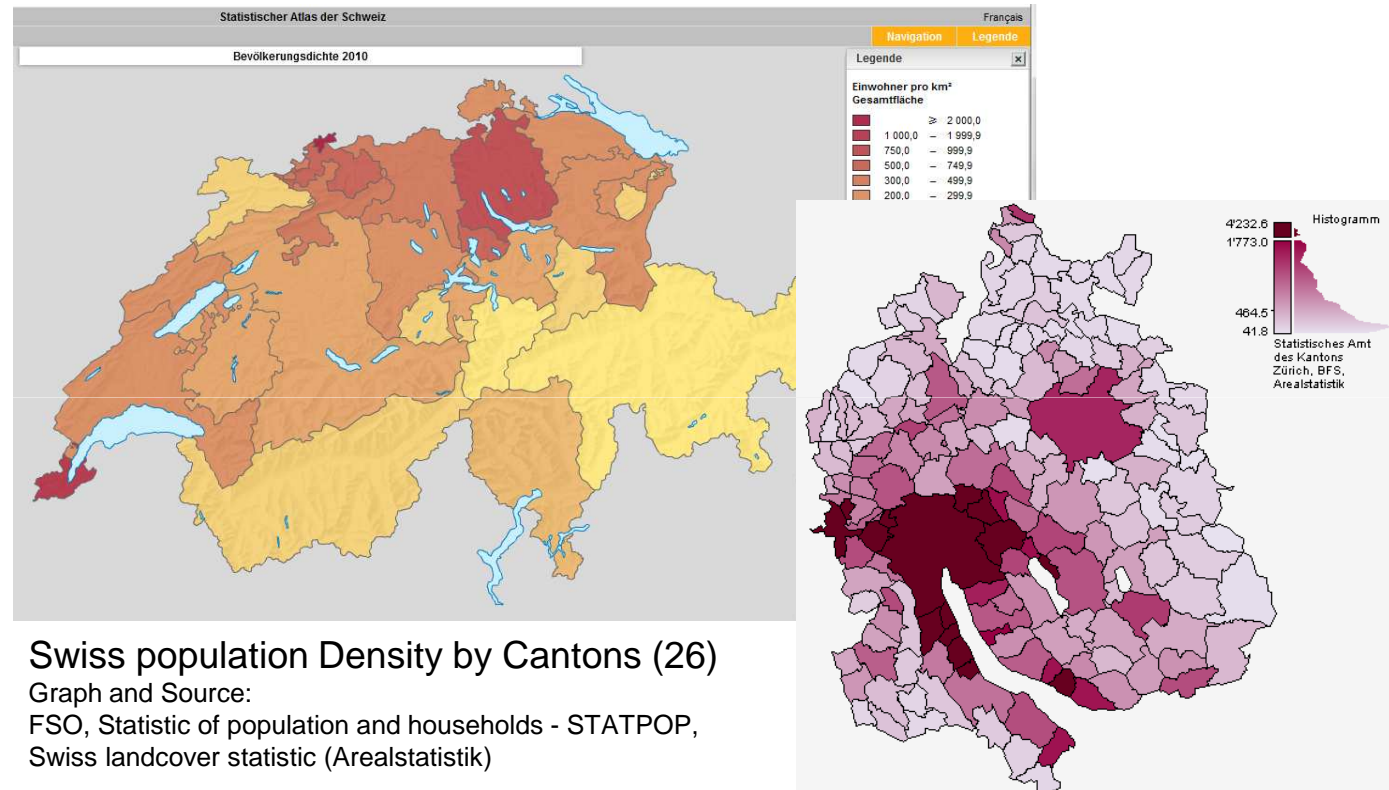 Statistischer Atlas der Schweiz
Français
Navigation Legende
Bevölkerungsdichte 2010
Legende
Einwohner pro km²
Gesamtfläche
≥ 2 000,0
1 000,0 – 1 999,9
750,0 – 999,9
500,0 – 749,9
300,0 – 499,9
200,0 – 299,9
Histogramm
4'232.6
1'773.0
464.5
41.8
Statistisches Amt
des Kantons
Zürich, BFS,
Arealstatistik
Swiss population Density by Cantons (26)
Graph and Source:
FSO, Statistic of population and households - STATPOP,
Swiss landcover statistic (Arealstatistik)